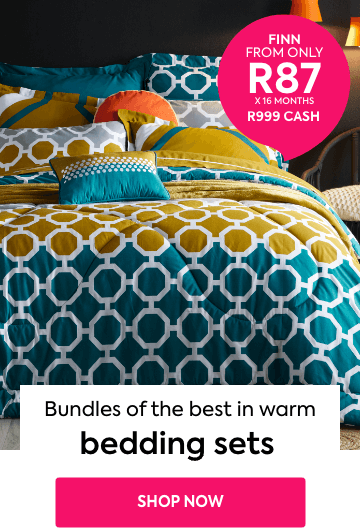 FINN
FROM ONLY
R87
X 16 MONTHS
R999 CASH
Bundles of the best in warm
bedding sets
SHOP NOW